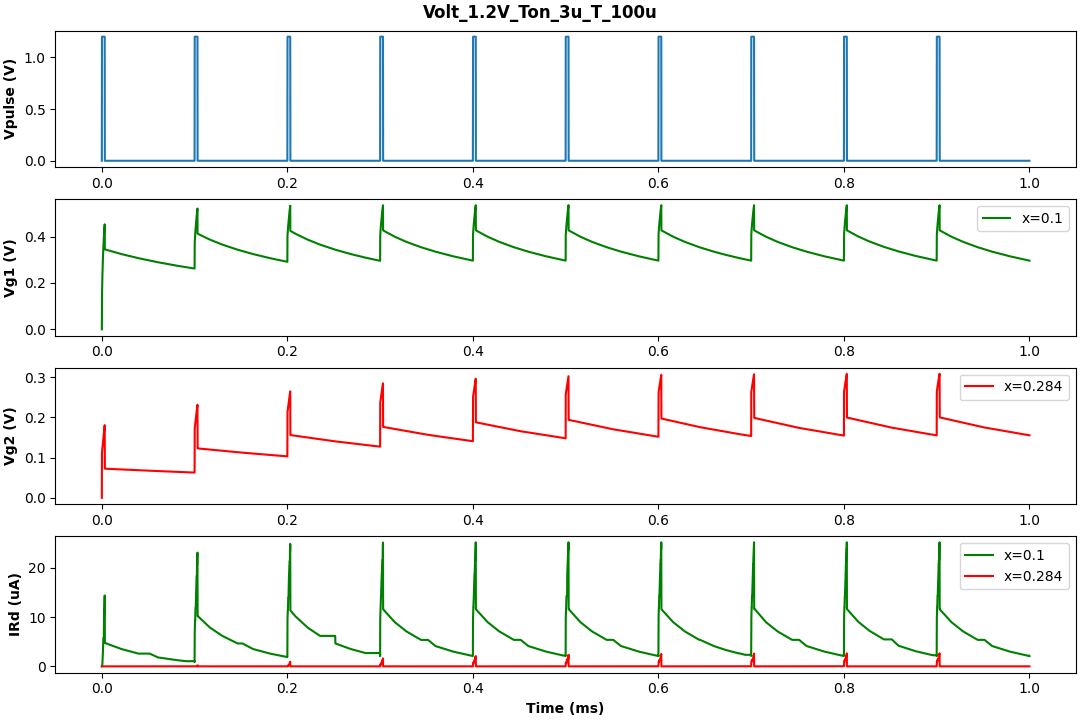 Volt_1.2V_Ton_3u_T_100u
Vpulse (V)
1.0
0.5
0.0
0.0 0.2 0.4 0.6 0.8 1.0
Vg1 (V)
0.4
0.2
0.0
x=0.1
0.0 0.2 0.4 0.6 0.8 1.0
Vg2 (V)
0.3
0.2
0.1
0.0
x=0.284
0.0 0.2 0.4 0.6 0.8 1.0
IRd (uA)
20
10
0
x=0.1
x=0.284
0.0 0.2 0.4 0.6 0.8 1.0
Time (ms)